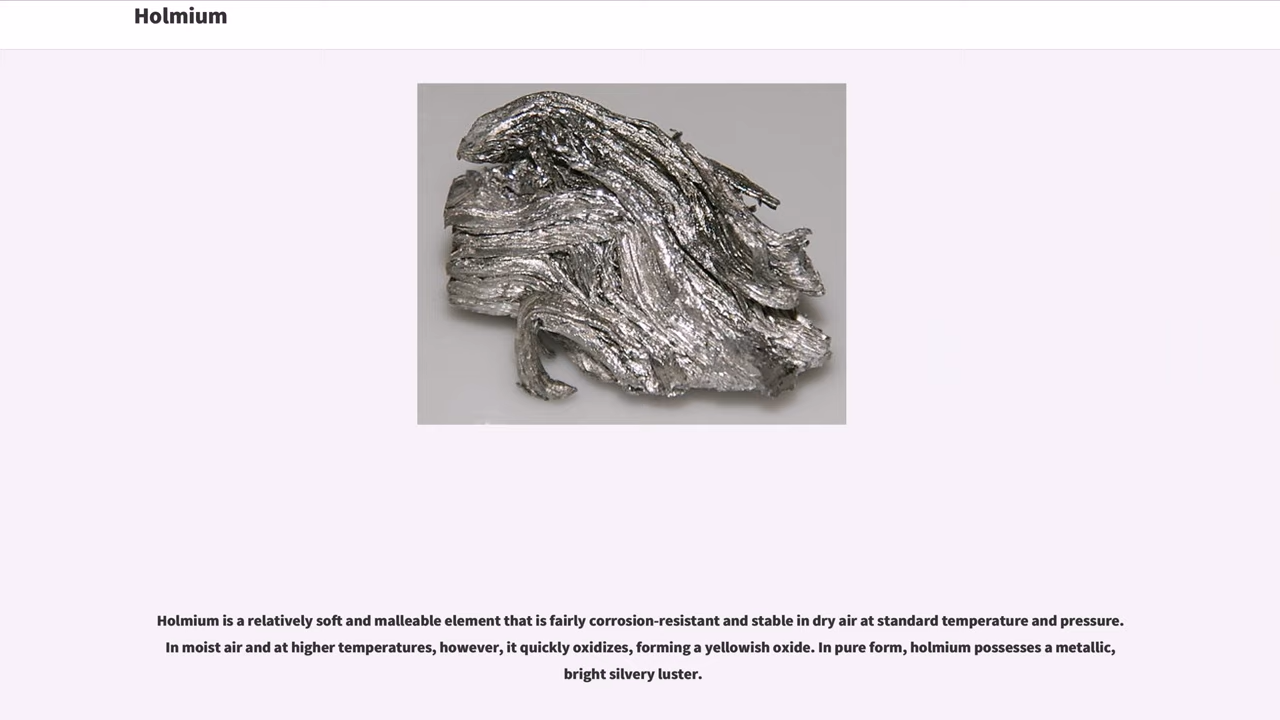 Holmium
Holmium is a relatively soft and malleable element that is fairly corrosion-resistant and stable in dry air at standard temperature and pressure.
In moist air and at higher temperatures, however, it quickly oxidizes, forming a yellowish oxide. In pure form, holmium possesses a metallic,
bright silvery luster.